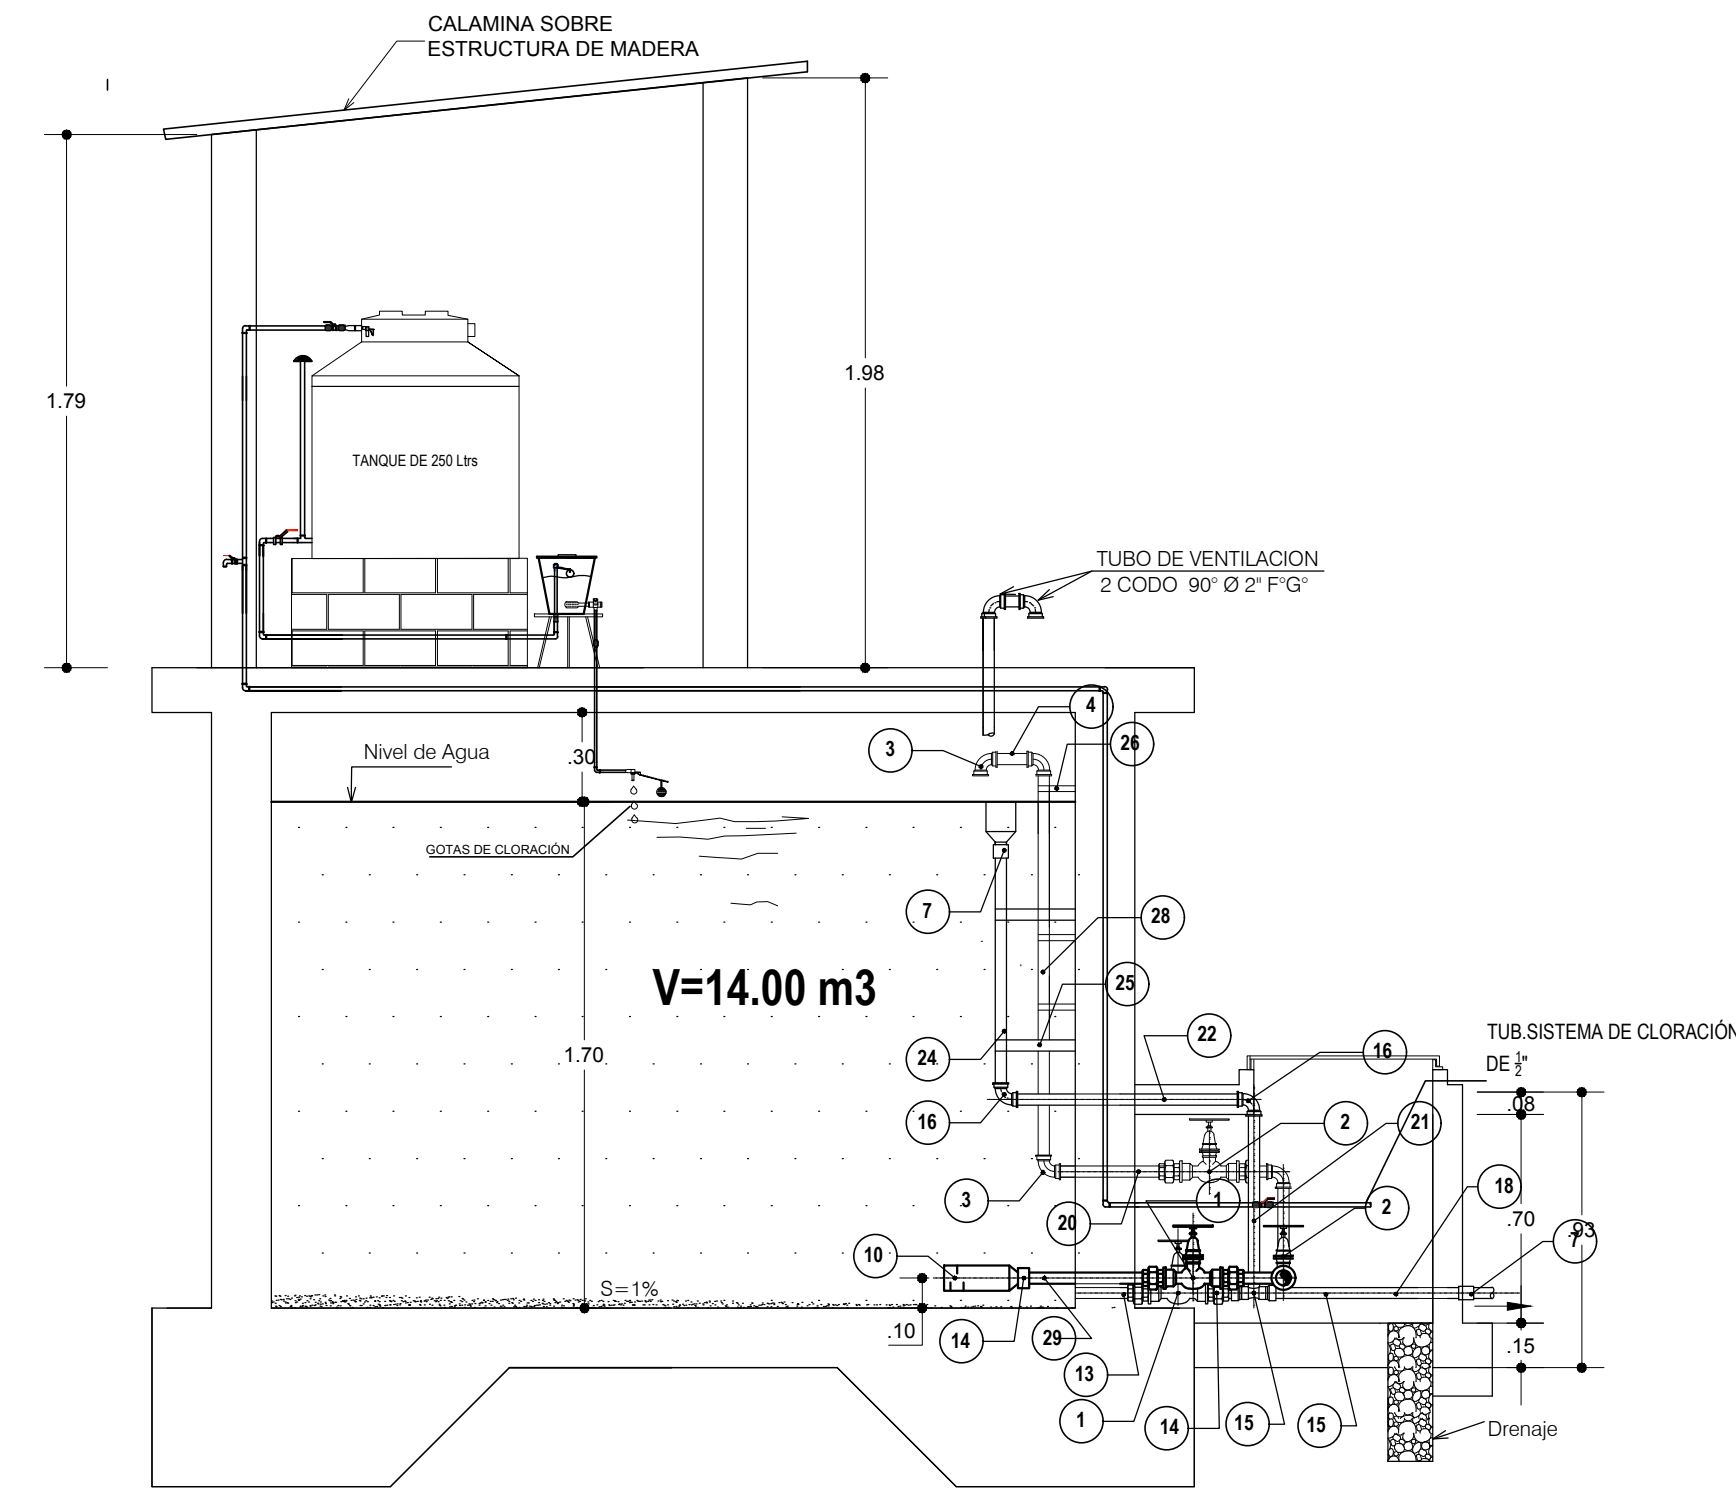 CALAMINA SOBRE
ESTRUCTURA DE MADERA
1.79
1.98
TANQUE DE 250 Ltrs
TUBO DE VENTILACION
2 CODO 90° Ø 2" F°G°
4
3
26
Nivel de Agua
.30
GOTAS DE CLORACIÓN
7
28
V=14.00 m3
25
22
TUB.SISTEMA DE CLORACIÓN
DE 1/2"
1.70
24
16
.08
16
2
21
3
1
18
20
2
.70
.93
7
10
S=1%
.10
14
29
.15
13
1
14
15
15
Drenaje